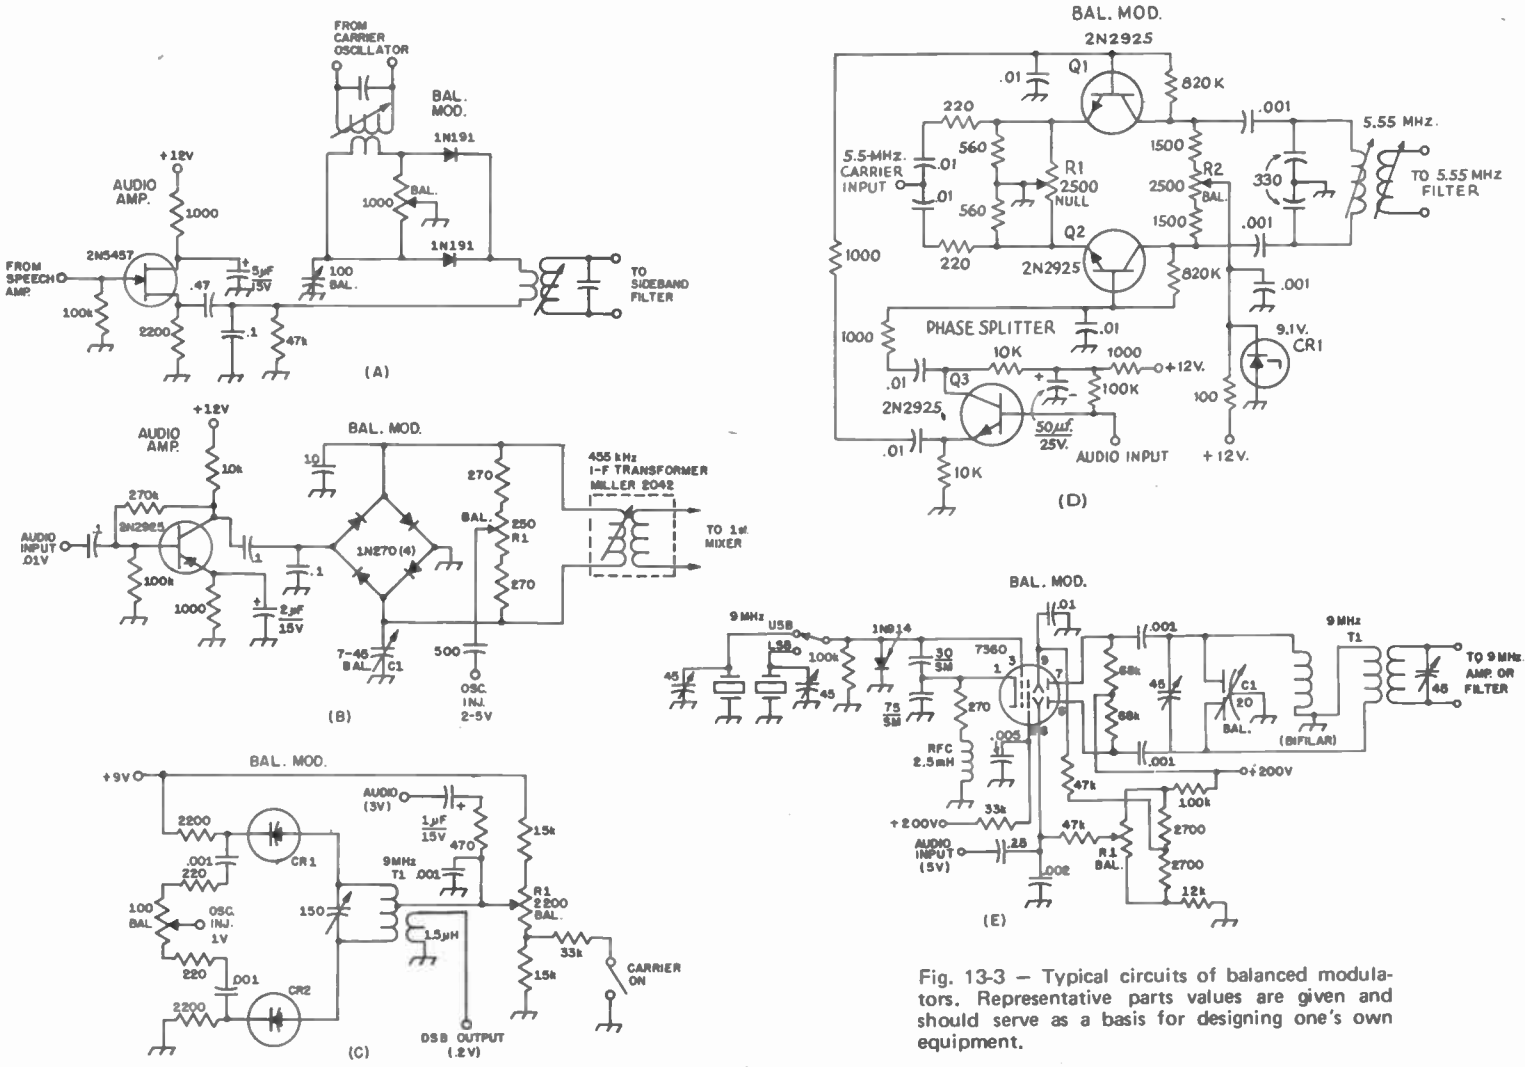 FROM
CARRIER
OSCILLATOR
BAL.
MOD.
1N191
+12V
AUDIO
AMP.
1000
BAL.
1000
2N5457
1N191
FROM
SPEECH
AMP.
5µF
15V
.47
100
BAL.
TO
SIDEBAND
FILTER
100k
2200
.1
47k
(A)
+12V
AUDIO
AMP.
BAL. MOD.
10k
10
270
455 kHz
I-F TRANSFORMER
MILLER 2042
270k
2N2925
BAL.
250
R1
AUDIO
INPUT
.01V
.1
.1
1N270 (4)
TO 1st.
MIXER
100k
.1
270
1000
2µF
15V
7-45
BAL.
C1
500
OSC.
INJ.
2-5V
(B)
BAL. MOD.
+9V
AUDIO
(3V)
1µF
15V
2200
470
15k
CR1
.001
220
9MHz
T1
.001
R1
2200
BAL.
100
BAL.
OSC.
INJ.
1V
150
1.5µH
33k
220
.001
15k
CARRIER
ON
2200
CR2
DSB OUTPUT
(.2V)
(C)
BAL. MOD.
2N2925
.01
Q1
820K
220
.001
5.55 MHz.
560
1500
5.5-MHz.
CARRIER
INPUT
.01
.01
R1
2500
NULL
R2
2500
BAL.
330
TO 5.55 MHz
FILTER
560
1500
Q2
.001
220
2N2925
820K
1000
.001
PHASE SPLITTER
.01
9.1V.
CR1
1000
10K
1000
+12V.
.01
Q3
+
-
100K
100
2N2925
50µf.
25V.
.01
AUDIO INPUT
+12V.
10K
(D)
BAL. MOD.
9MHz
USB
LSB
1N914
7360
.01
.001
9 MHz
T1
100k
30
SM
1
3
9
7
68k
45
45
75
SM
270
68k
45
C1
20
BAL.
TO 9MHz
AMP. OR
FILTER
45
(BIFILAR)
RFC
2.5mH
.005
.001
+200V
47k
100k
+200V
33k
47k
2700
AUDIO
INPUT
(5V)
.25
R1
BAL.
2700
.002
12k
(E)
Fig. 13-3 — Typical circuits of balanced modula-
tors. Representative parts values are given and
should serve as a basis for designing one's own
equipment.